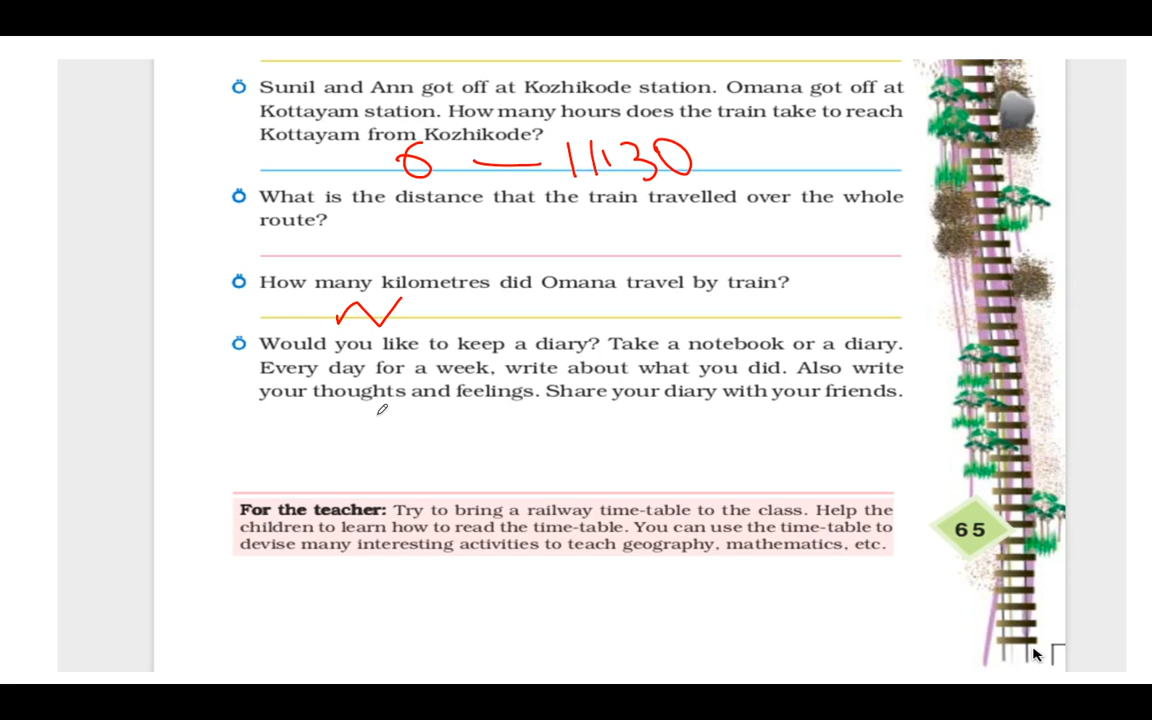 Ö Sunil and Ann got off at Kozhikode station. Omana got off at
Kottayam station. How many hours does the train take to reach
Kottayam from Kozhikode?
6 — 11:30
Ö What is the distance that the train travelled over the whole
route?
Ö How many kilometres did Omana travel by train?
Ö Would you like to keep a diary? Take a notebook or a diary.
Every day for a week, write about what you did. Also write
your thoughts and feelings. Share your diary with your friends.
For the teacher: Try to bring a railway time-table to the class. Help the
children to learn how to read the time-table. You can use the time-table to
devise many interesting activities to teach geography, mathematics, etc.
65